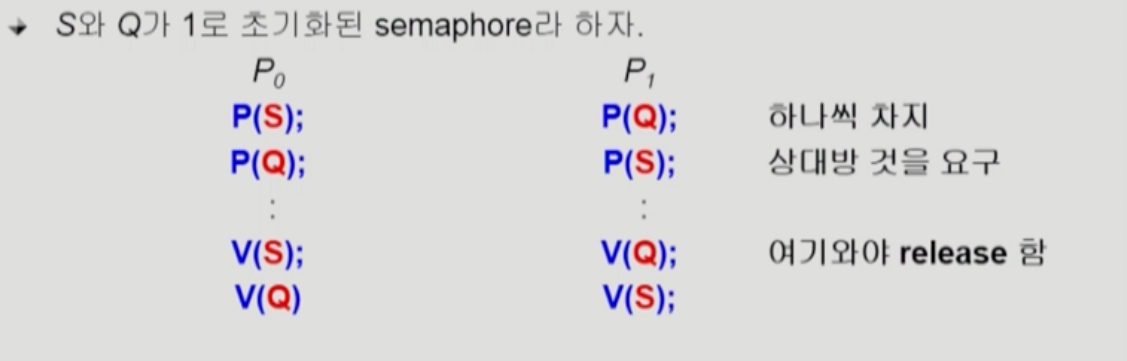 S와 Q가 1로 초기화된 semaphore라 하자.
P0 P1
P(S); P(Q); 하나씩 차지
P(Q); P(S); 상대방 것을 요구
: :
V(S); V(Q); 여기와야 release 함
V(Q) V(S);